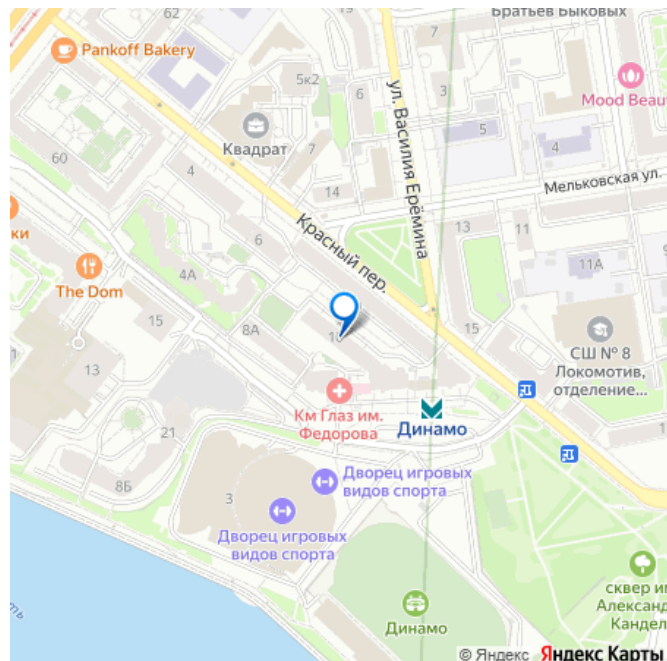 Братьев Быковых
62
Pankoff Bakery
5к2
6
7
3
Mood Beau
Квадрат
7
5
60
4
14
ул. Василия Ерёмина
Мельковская ул.
Красный пер.
6
13
11
ки
4А
11А
The Dom
15
8А
15
СШ № 8
Локомотив,
отделение...
13
Км Глаз им.
Федорова
Динамо
21
8Б
3
Дворец игровых
видов спорта
Дворец игровых
видов спорта
Динамо
сквер им
Александ
Кандел
© Яндекс Яндекс Карты